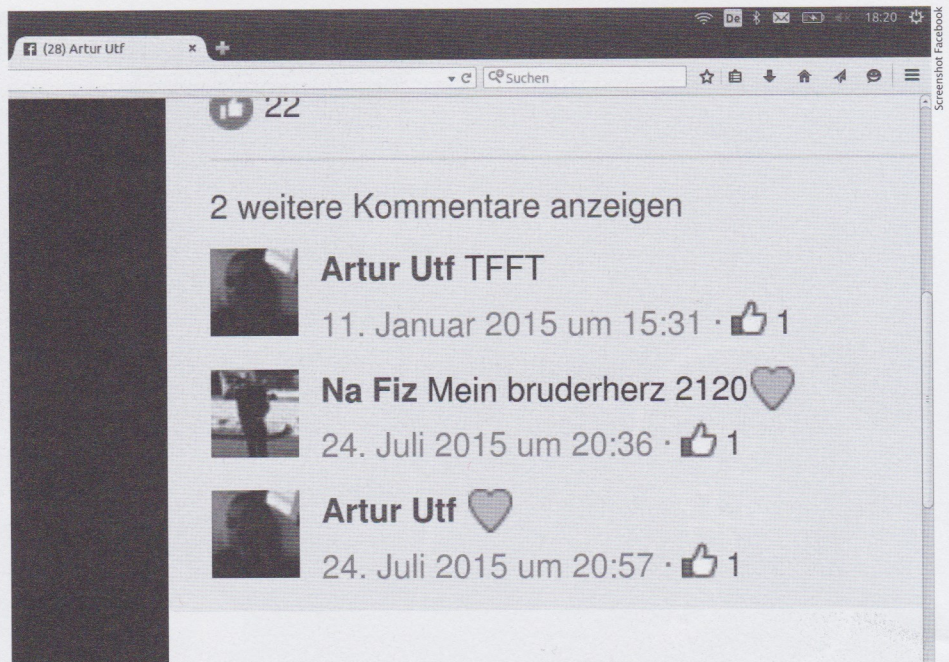 De 18:20
(28) Artur Utf
Suchen
22
2 weitere Kommentare anzeigen
Artur Utf TFFT
11. Januar 2015 um 15:31 · 1
Na Fiz Mein bruderherz 2120
24. Juli 2015 um 20:36 · 1
Artur Utf
24. Juli 2015 um 20:57 · 1
Screenshot Facebook